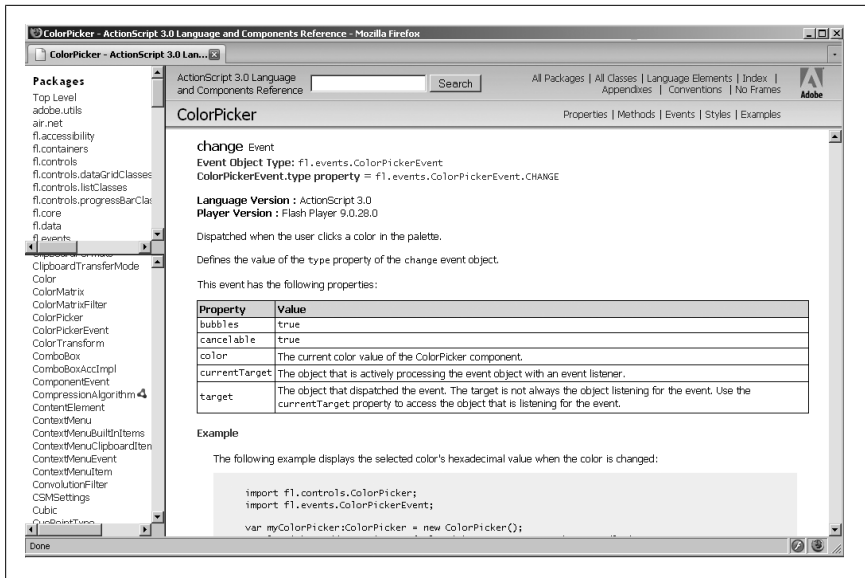 ColorPicker - ActionScript 3.0 Language and Components Reference - Mozilla Firefox
ColorPicker - ActionScript 3.0 Lan...
Packages
Top Level
adobe.utils
air.net
fl.accessibility
fl.containers
fl.controls
fl.controls.dataGridClasses
fl.controls.listClasses
fl.controls.progressBarClas
fl.core
fl.data
fl.events
ClipboardTransferMode
Color
ColorMatrix
ColorMatrixFilter
ColorPicker
ColorPickerEvent
ColorTransform
ComboBox
ComboBoxAccImpl
ComponentEvent
CompressionAlgorithm
ContentElement
ContextMenu
ContextMenuBuiltInItems
ContextMenuClipboardIten
ContextMenuEvent
ContextMenuItem
ConvolutionFilter
CSMSettings
Cubic
CuePointType
ActionScript 3.0 Language
and Components Reference
Search
All Packages | All Classes | Language Elements | Index |
Appendixes | Conventions | No Frames
Adobe
ColorPicker
Properties | Methods | Events | Styles | Examples
change Event
Event Object Type: fl.events.ColorPickerEvent
ColorPickerEvent.type property = fl.events.ColorPickerEvent.CHANGE
Language Version : ActionScript 3.0
Player Version : Flash Player 9.0.28.0
Dispatched when the user clicks a color in the palette.
Defines the value of the type property of the change event object.
This event has the following properties:
Property Value
bubbles true
cancelable true
color The current color value of the ColorPicker component.
currentTarget The object that is actively processing the event object with an event listener.
target The object that dispatched the event. The target is not always the object listening for the event. Use the
currentTarget property to access the object that is listening for the event.
Example
The following example displays the selected color's hexadecimal value when the color is changed:
import fl.controls.ColorPicker;
import fl.events.ColorPickerEvent;
var myColorPicker:ColorPicker = new ColorPicker();
Done